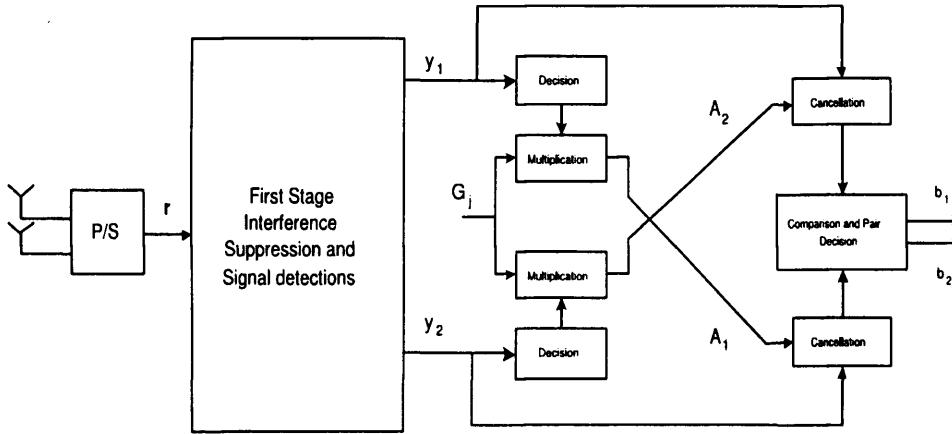 P/S
r
First Stage
Interference
Suppression and
Signal detections
y1
y2
Decision
Multiplication
Gj
Multiplication
Decision
A2
A1
Cancellation
Comparison and Pair
Decision
Cancellation
b1
b2